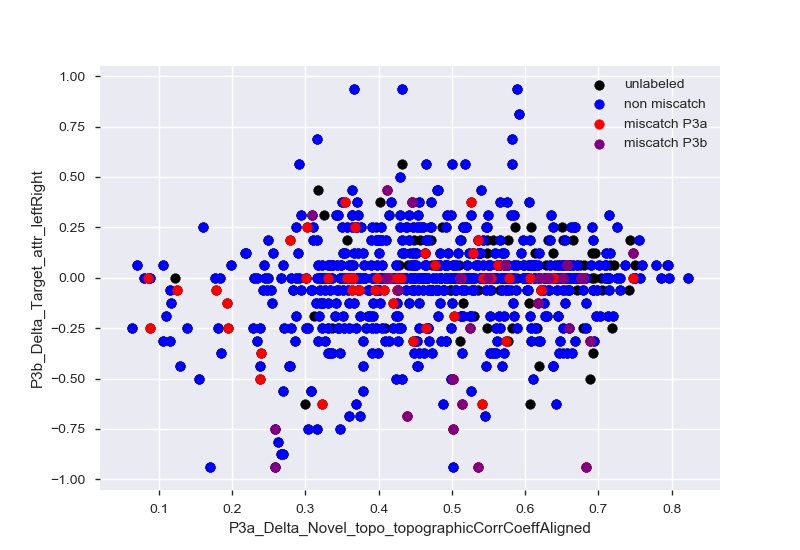 1.00
0.75
0.50
0.25
0.00
−0.25
−0.50
−0.75
−1.00
P3b_Delta_Target_attr_leftRight
unlabeled
non miscatch
miscatch P3a
miscatch P3b
0.1 0.2 0.3 0.4 0.5 0.6 0.7 0.8
P3a_Delta_Novel_topo_topographicCorrCoeffAligned